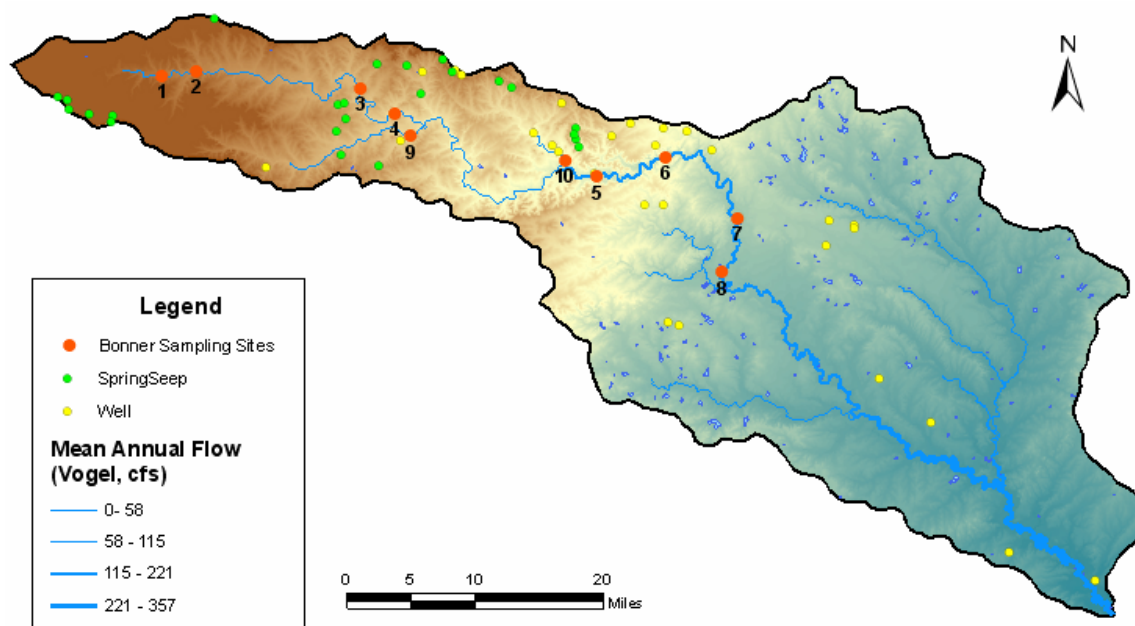 N
1
2
3
4
9
10
5
6
7
8
Legend
Bonner Sampling Sites
SpringSeep
Well
Mean Annual Flow
(Vogel, cfs)
0- 58
58 - 115
115 - 221
221 - 357
0 5 10 20
Miles